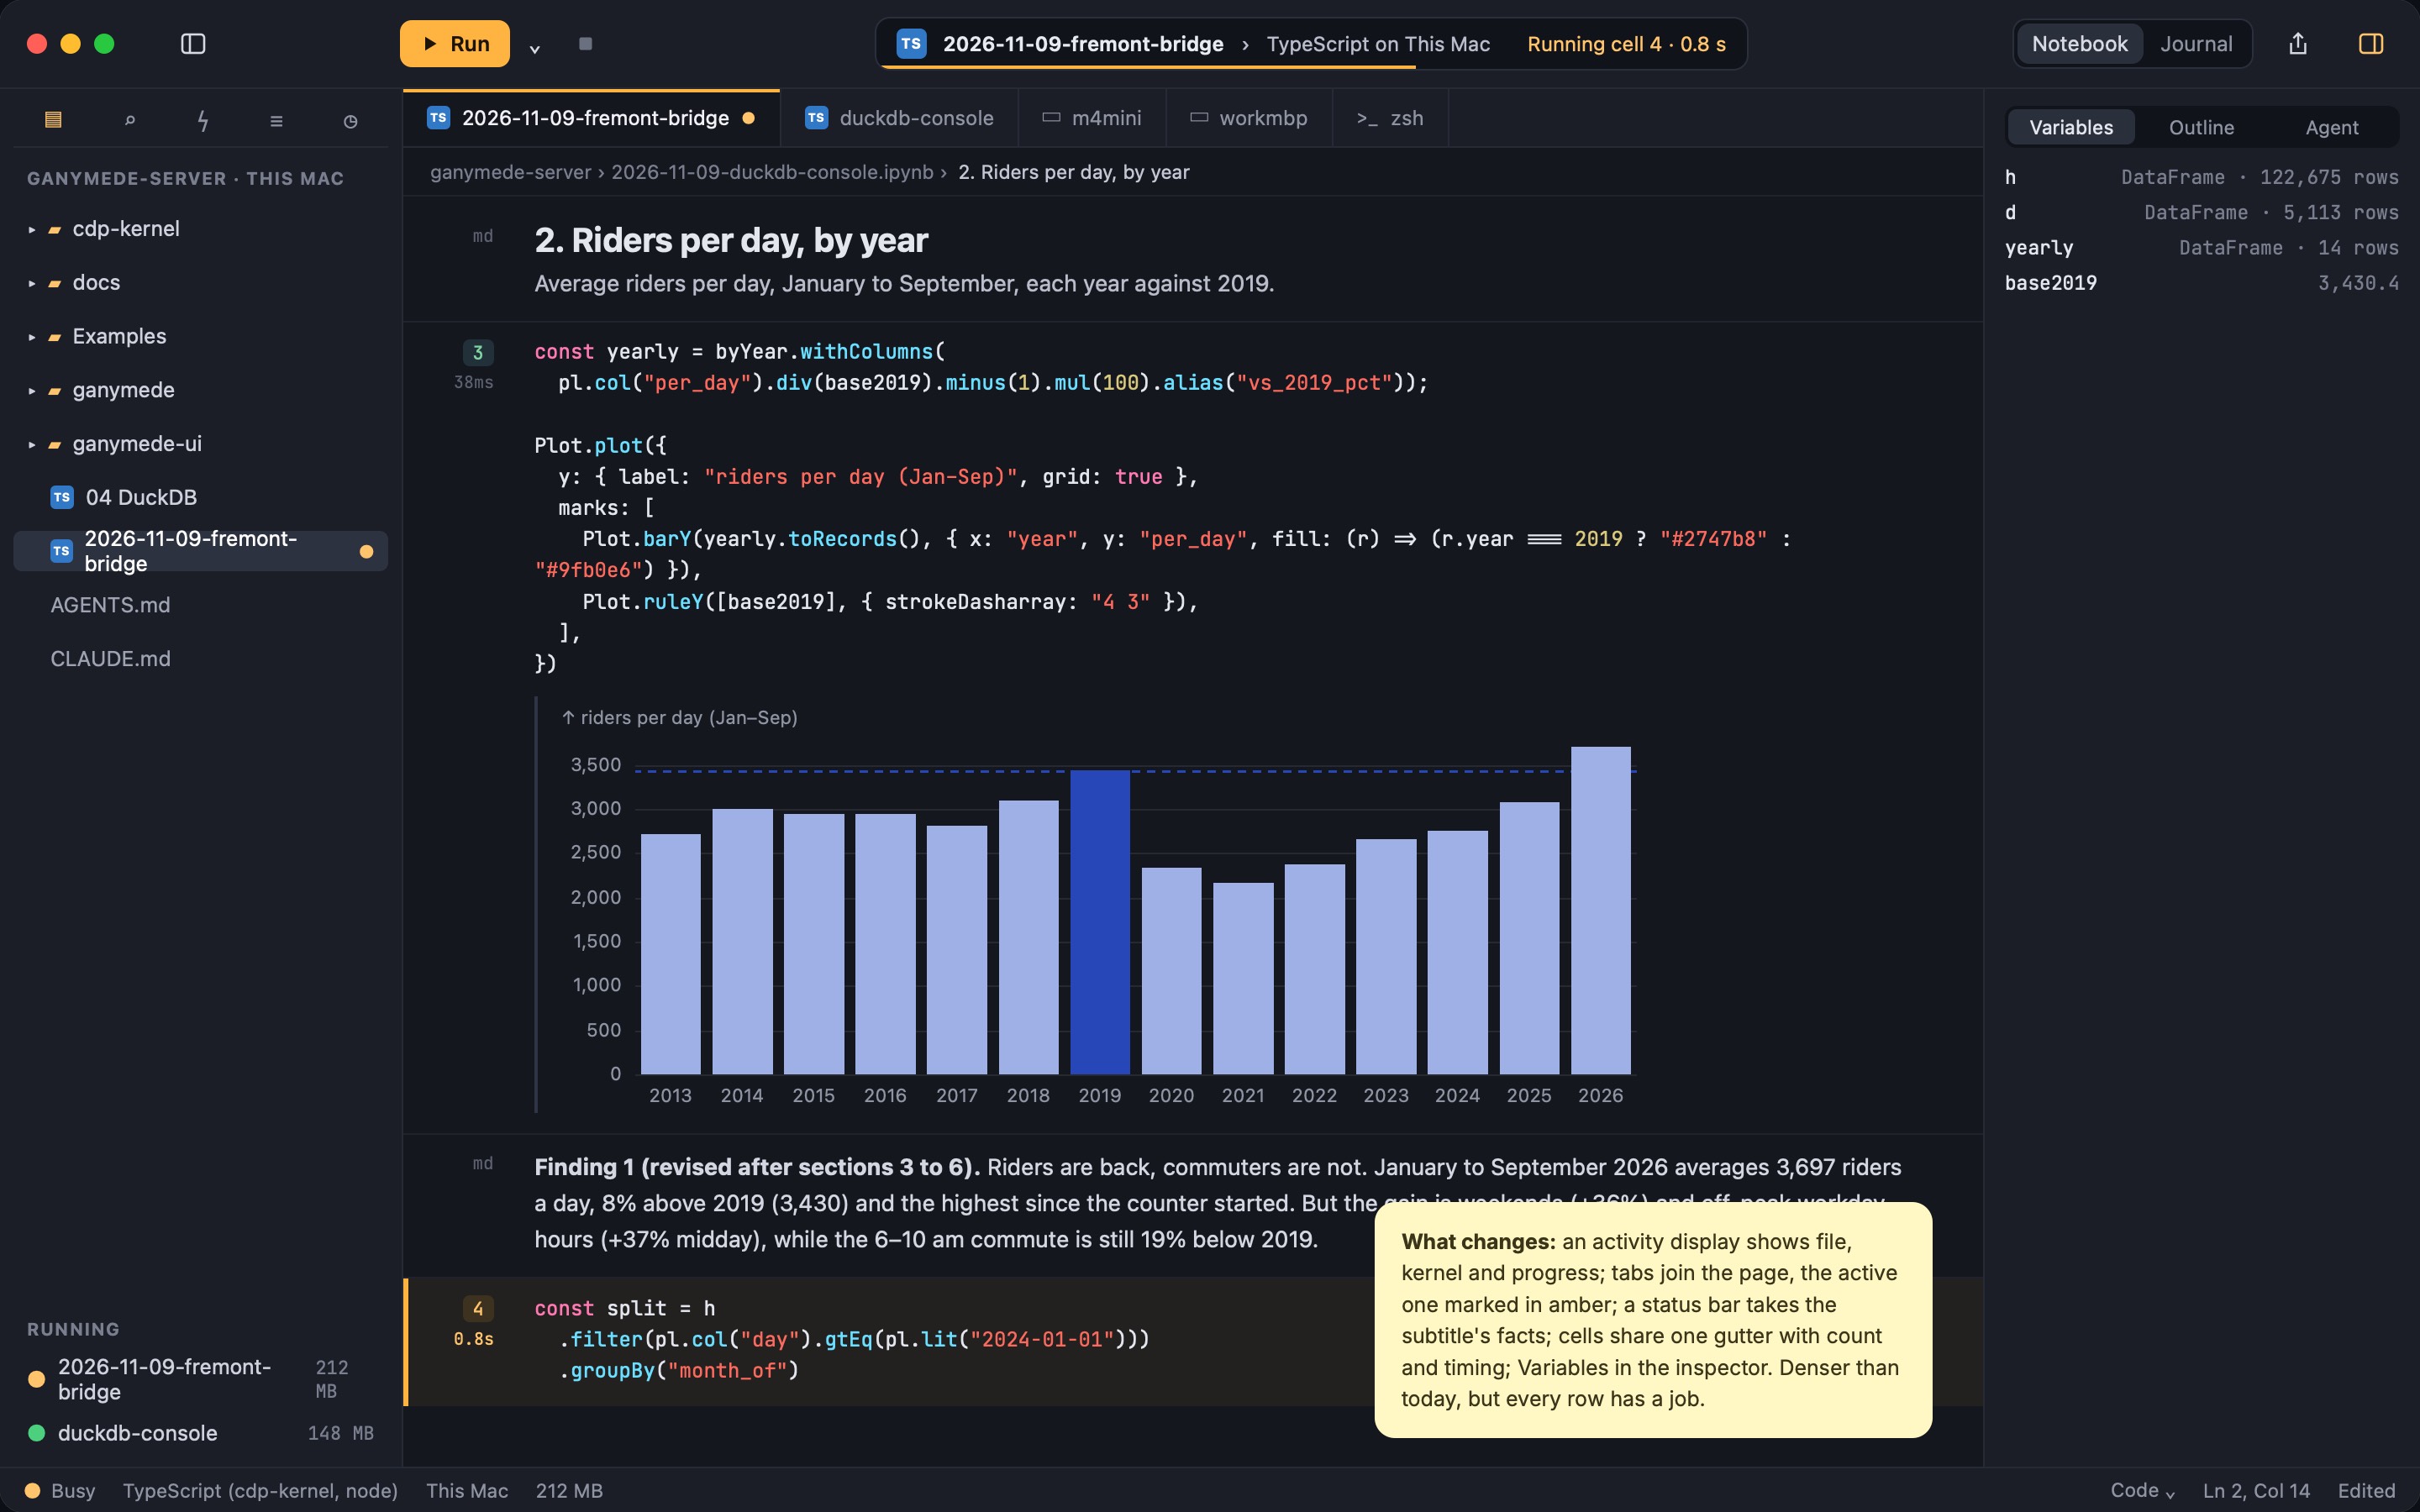 Run
TS 2026-11-09-fremont-bridge › TypeScript on This Mac Running cell 4 · 0.8 s
Notebook Journal
GANYMEDE-SERVER · THIS MAC
cdp-kernel
docs
Examples
ganymede
ganymede-ui
TS 04 DuckDB
TS 2026-11-09-fremont-
bridge
AGENTS.md
CLAUDE.md
RUNNING
2026-11-09-fremont-
bridge
212
MB
duckdb-console 148 MB
TS 2026-11-09-fremont-bridge
TS duckdb-console
m4mini
workmbp
>_ zsh
ganymede-server › 2026-11-09-duckdb-console.ipynb › 2. Riders per day, by year
md
2. Riders per day, by year
Average riders per day, January to September, each year against 2019.
3
38ms
const yearly = byYear.withColumns(
pl.col("per_day").div(base2019).minus(1).mul(100).alias("vs_2019_pct"));
Plot.plot({
y: { label: "riders per day (Jan–Sep)", grid: true },
marks: [
Plot.barY(yearly.toRecords(), { x: "year", y: "per_day", fill: (r) => (r.year === 2019 ? "#2747b8" :
"#9fb0e6") }),
Plot.ruleY([base2019], { strokeDasharray: "4 3" }),
],
})
↑ riders per day (Jan–Sep)
3,500
3,000
2,500
2,000
1,500
1,000
500
0
2013 2014 2015 2016 2017 2018 2019 2020 2021 2022 2023 2024 2025 2026
md
Finding 1 (revised after sections 3 to 6). Riders are back, commuters are not. January to September 2026 averages 3,697 riders
a day, 8% above 2019 (3,430) and the highest since the counter started. But the gain is weekends (+36%) and off-peak workday
hours (+37% midday), while the 6–10 am commute is still 19% below 2019.
4
0.8s
const split = h
.filter(pl.col("day").gtEq(pl.lit("2024-01-01")))
.groupBy("month_of")
What changes: an activity display shows file,
kernel and progress; tabs join the page, the active
one marked in amber; a status bar takes the
subtitle's facts; cells share one gutter with count
and timing; Variables in the inspector. Denser than
today, but every row has a job.
Variables Outline Agent
h DataFrame · 122,675 rows
d DataFrame · 5,113 rows
yearly DataFrame · 14 rows
base2019 3,430.4
Busy TypeScript (cdp-kernel, node) This Mac 212 MB
Code Ln 2, Col 14 Edited